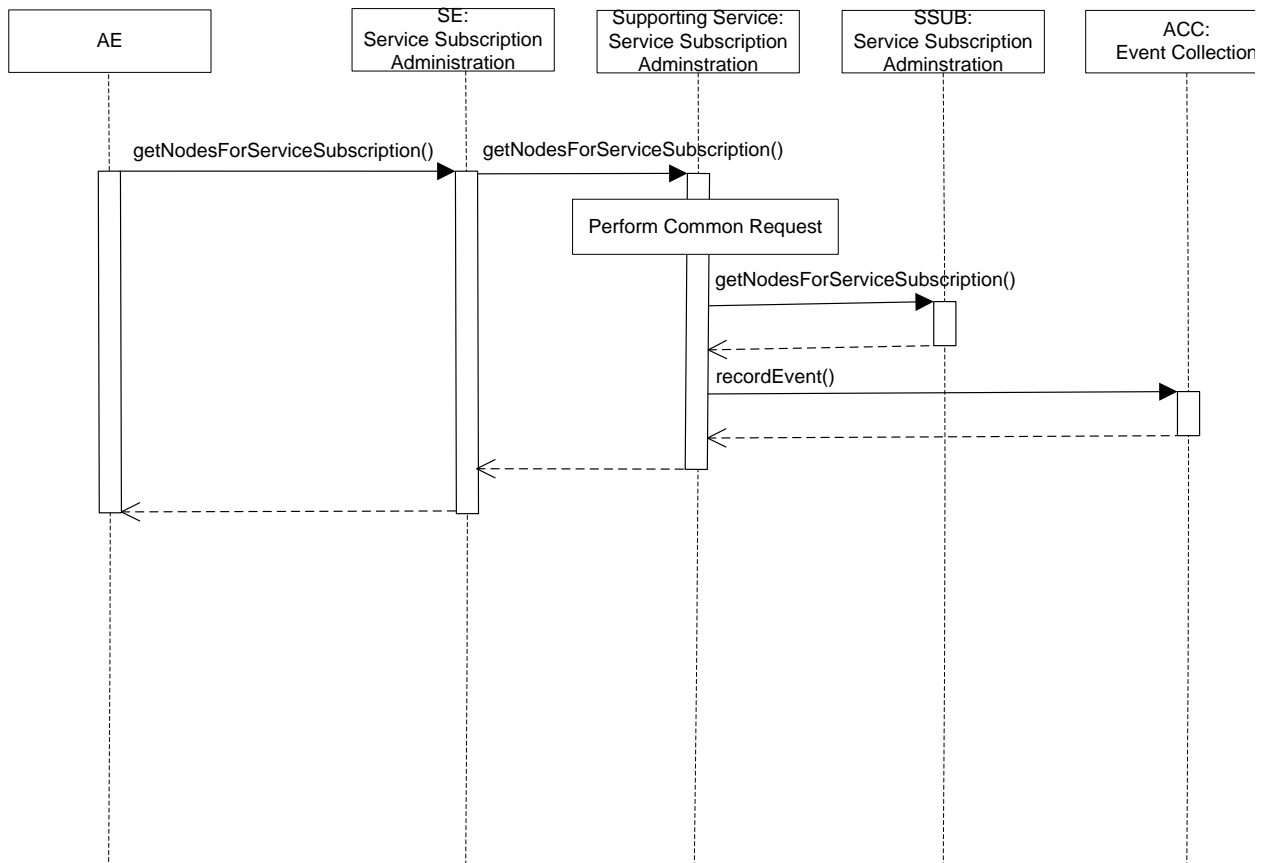 AE
SE:
Service Subscription
Administration
Supporting Service:
Service Subscription
Adminstration
SSUB:
Service Subscription
Adminstration
ACC:
Event Collection
getNodesForServiceSubscription()
getNodesForServiceSubscription()
Perform Common Request
getNodesForServiceSubscription()
recordEvent()